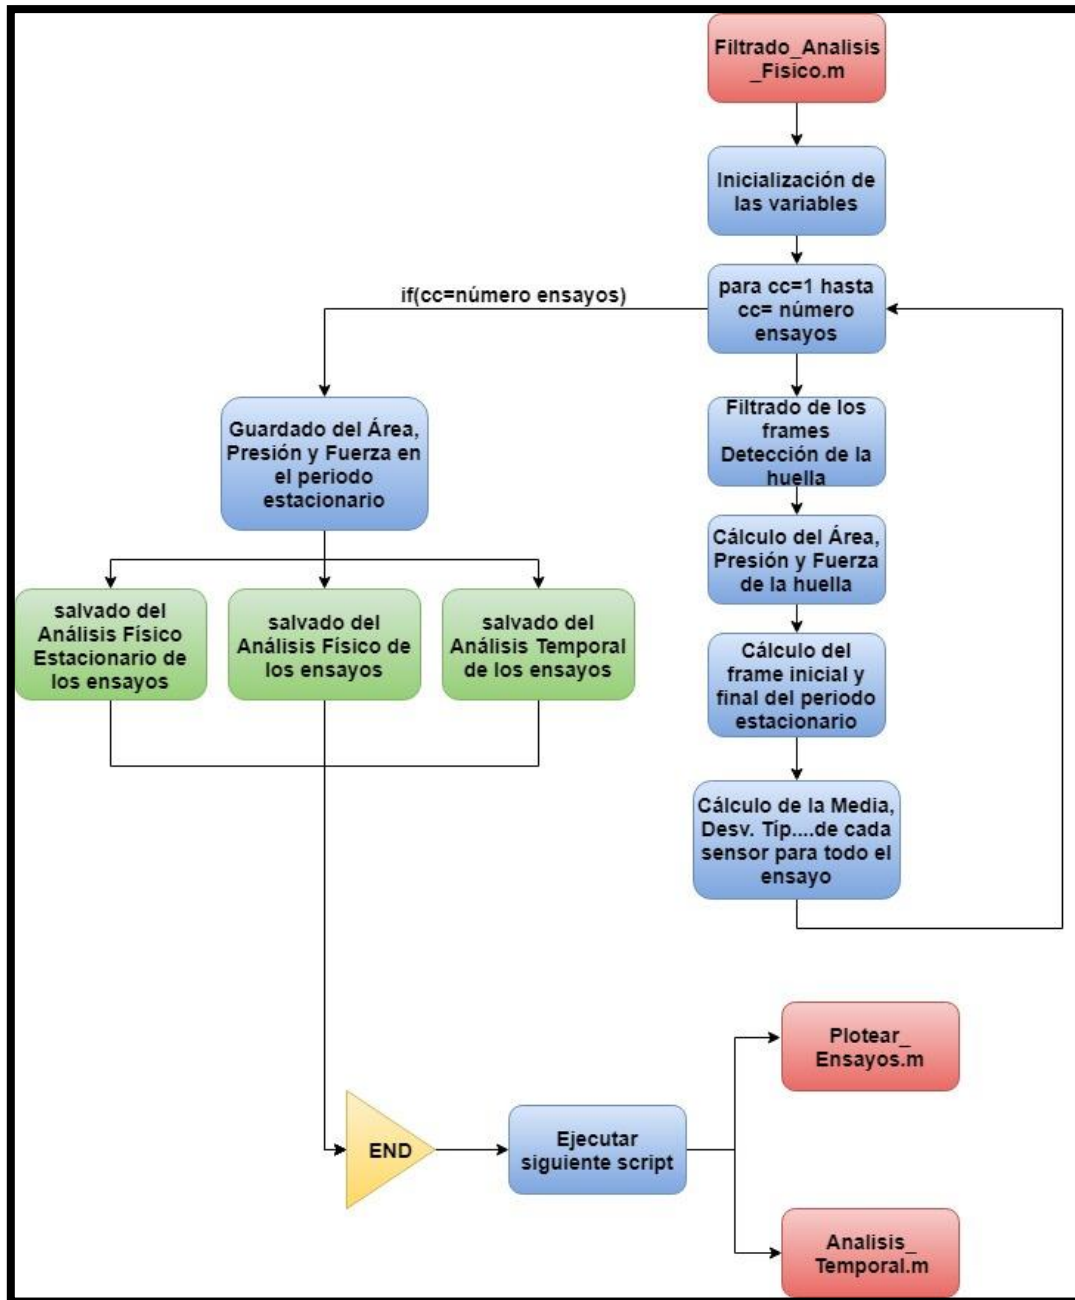 Filtrado_Analisis
_Fisico.m
Inicialización de
las variables
para cc=1 hasta
cc= número
ensayos
if(cc=número ensayos)
Filtrado de los
frames
Detección de la
huella
Guardado del Área,
Presión y Fuerza en
el periodo
estacionario
Cálculo del Área,
Presión y Fuerza
de la huella
salvado del
Análisis Físico
Estacionario de
los ensayos
salvado del
Análisis Físico de
los ensayos
salvado del
Análisis Temporal
de los ensayos
Cálculo del
frame inicial y
final del periodo
estacionario
Cálculo de la Media,
Desv. Típ....de cada
sensor para todo el
ensayo
Plotear_
Ensayos.m
END
Ejecutar
siguiente script
Analisis_
Temporal.m